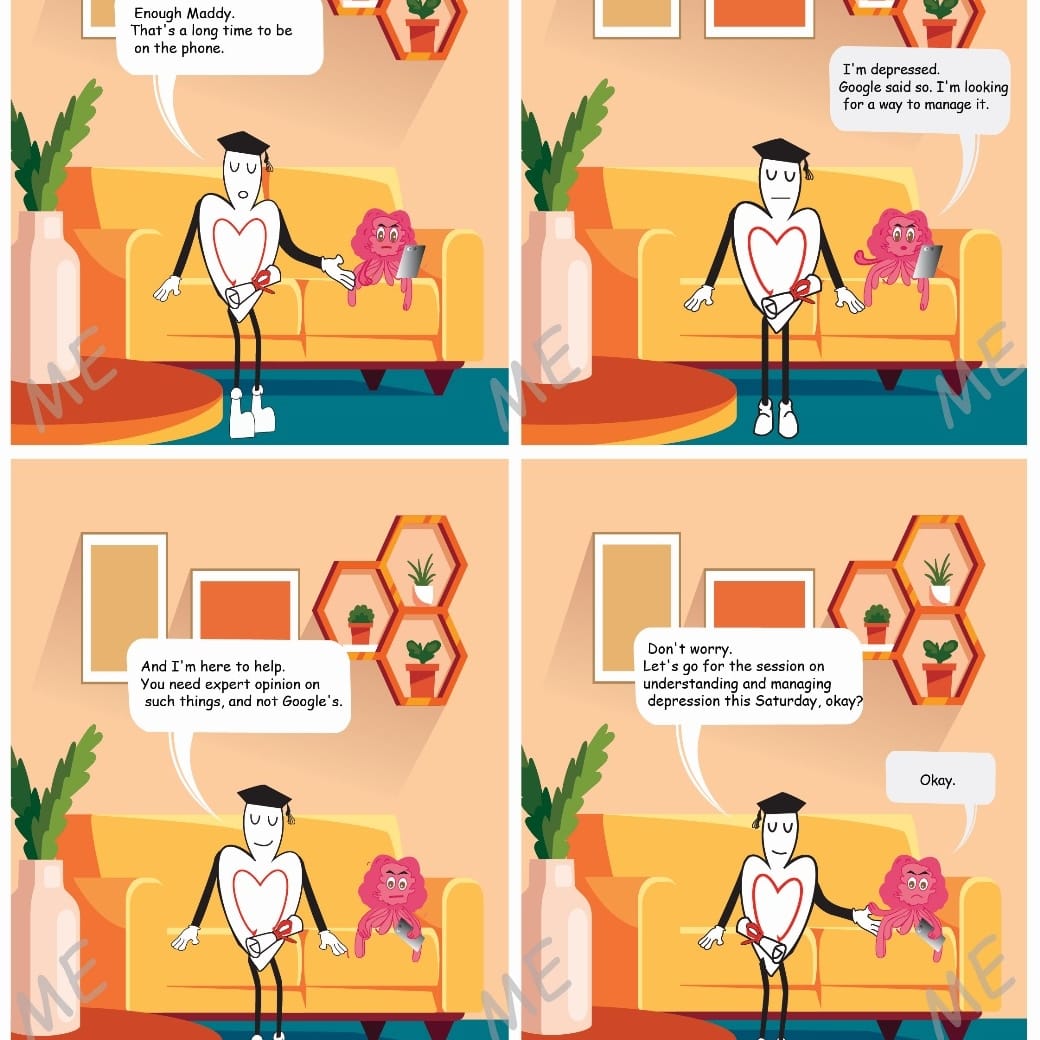 Enough Maddy.
That's a long time to be
on the phone.
I'm depressed.
Google said so. I'm looking
for a way to manage it.
ME
ME
ME
And I'm here to help.
You need expert opinion on
such things, and not Google's.
Don't worry.
Let's go for the session on
understanding and managing
depression this Saturday, okay?
Okay.
ME
ME
ME